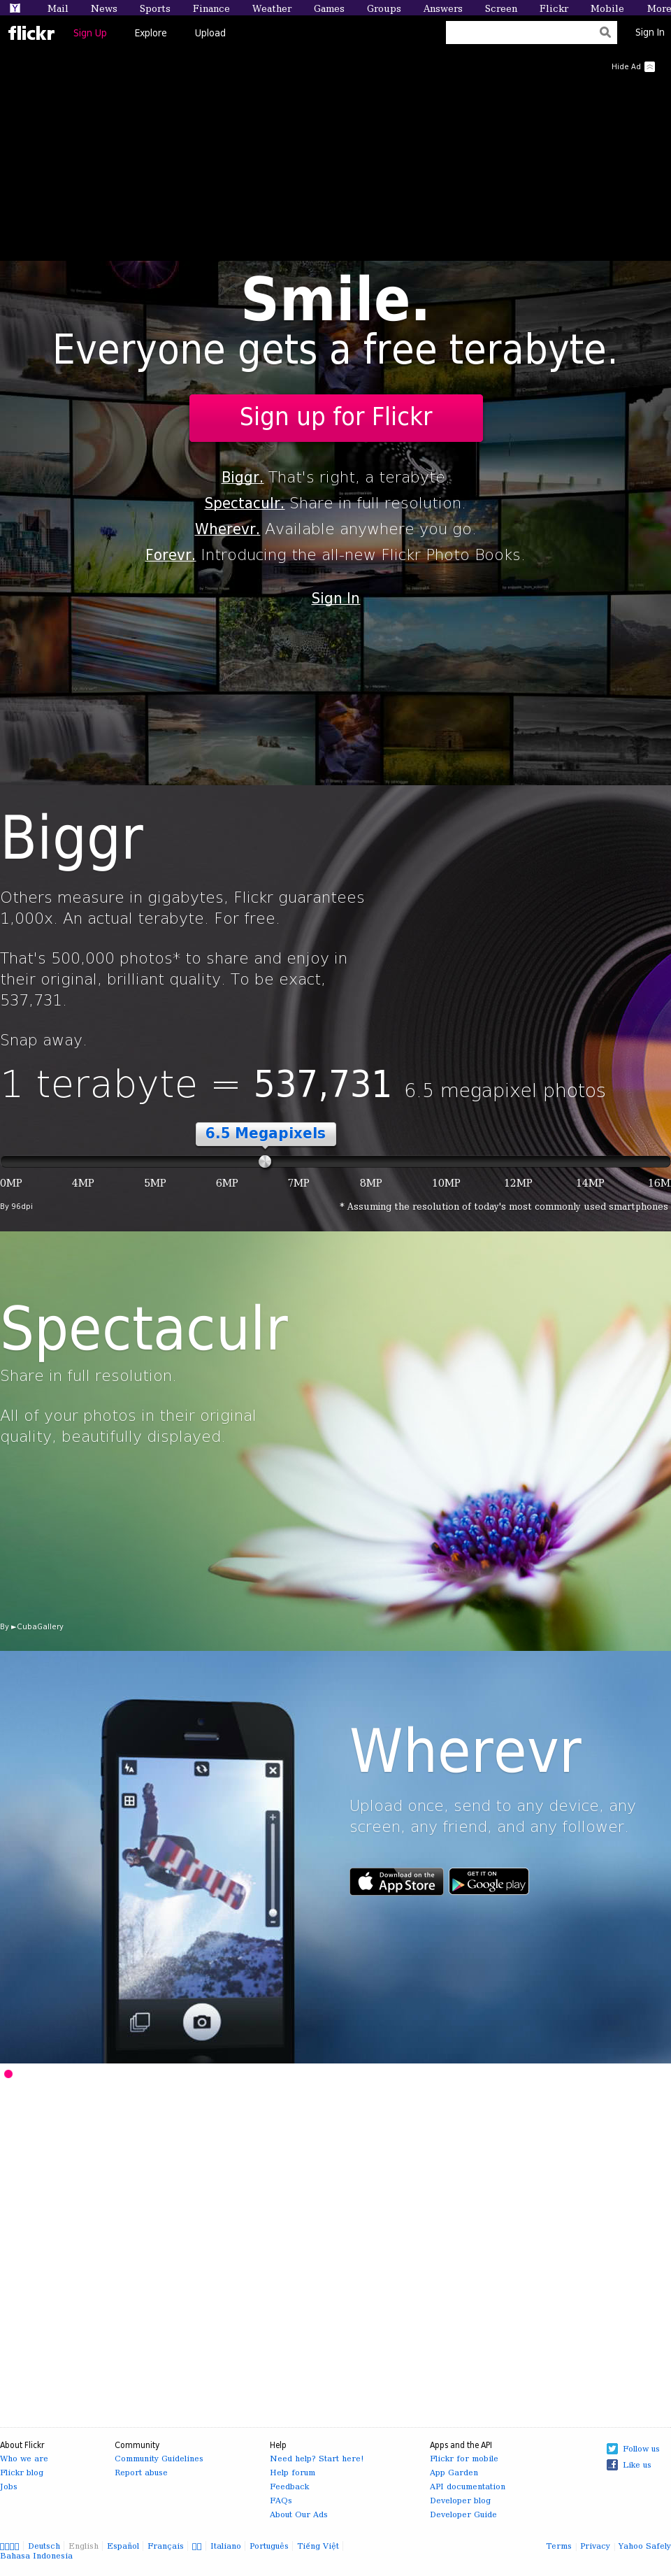 Mail News Sports Finance Weather Games Groups Answers Screen Flickr Mobile More
flickr Sign Up Explore Upload Sign In
Hide Ad
Smile.
Everyone gets a free terabyte.
Sign up for Flickr
Biggr. That's right, a terabyte.
Spectaculr. Share in full resolution.
Wherevr. Available anywhere you go.
Forevr. Introducing the all-new Flickr Photo Books.
Sign In
Biggr
Others measure in gigabytes, Flickr guarantees
1,000x. An actual terabyte. For free.
That's 500,000 photos* to share and enjoy in
their original, brilliant quality. To be exact,
537,731.
Snap away.
1 terabyte = 537,731 6.5 megapixel photos
6.5 Megapixels
0MP 4MP 5MP 6MP 7MP 8MP 10MP 12MP 14MP 16M
By 96dpi
* Assuming the resolution of today's most commonly used smartphones
Spectaculr
Share in full resolution.
All of your photos in their original
quality, beautifully displayed.
By ►CubaGallery
Wherevr
Upload once, send to any device, any
screen, any friend, and any follower.
Download on the
App Store
GET IT ON
Google play
About Flickr
Who we are
Flickr blog
Jobs
Community
Community Guidelines
Report abuse
Help
Need help? Start here!
Help forum
Feedback
FAQs
About Our Ads
Apps and the API
Flickr for mobile
App Garden
API documentation
Developer blog
Developer Guide
Follow us
Like us
Deutsch English Español Français Italiano Português Tiếng Việt
Bahasa Indonesia
Terms Privacy Yahoo Safely